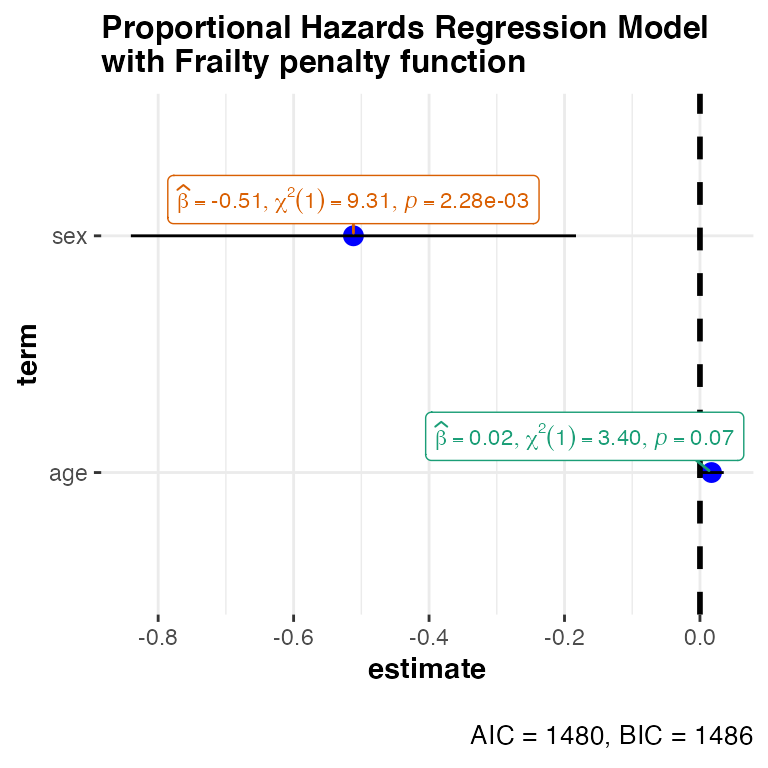 Proportional Hazards Regression Model
with Frailty penalty function
term
sex
β̂ = -0.51, χ²(1) = 9.31, p = 2.28e-03
age
β̂ = 0.02, χ²(1) = 3.40, p = 0.07
-0.8 -0.6 -0.4 -0.2 0.0
estimate
AIC = 1480, BIC = 1486